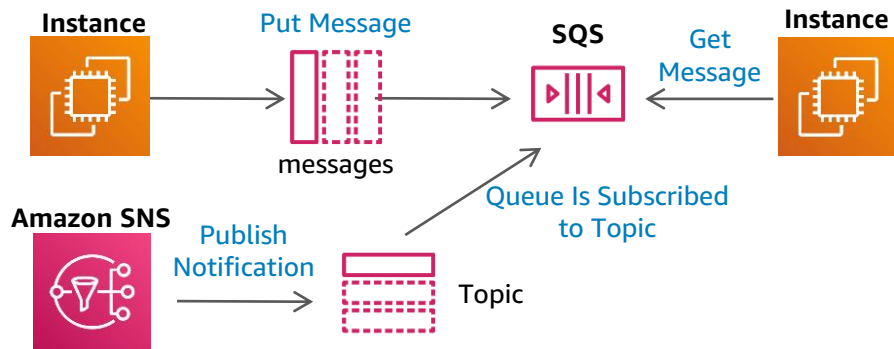 Instance
Put Message
SQS
Instance
Get
Message
messages
Queue Is Subscribed
to Topic
Amazon SNS
Publish
Notification
Topic